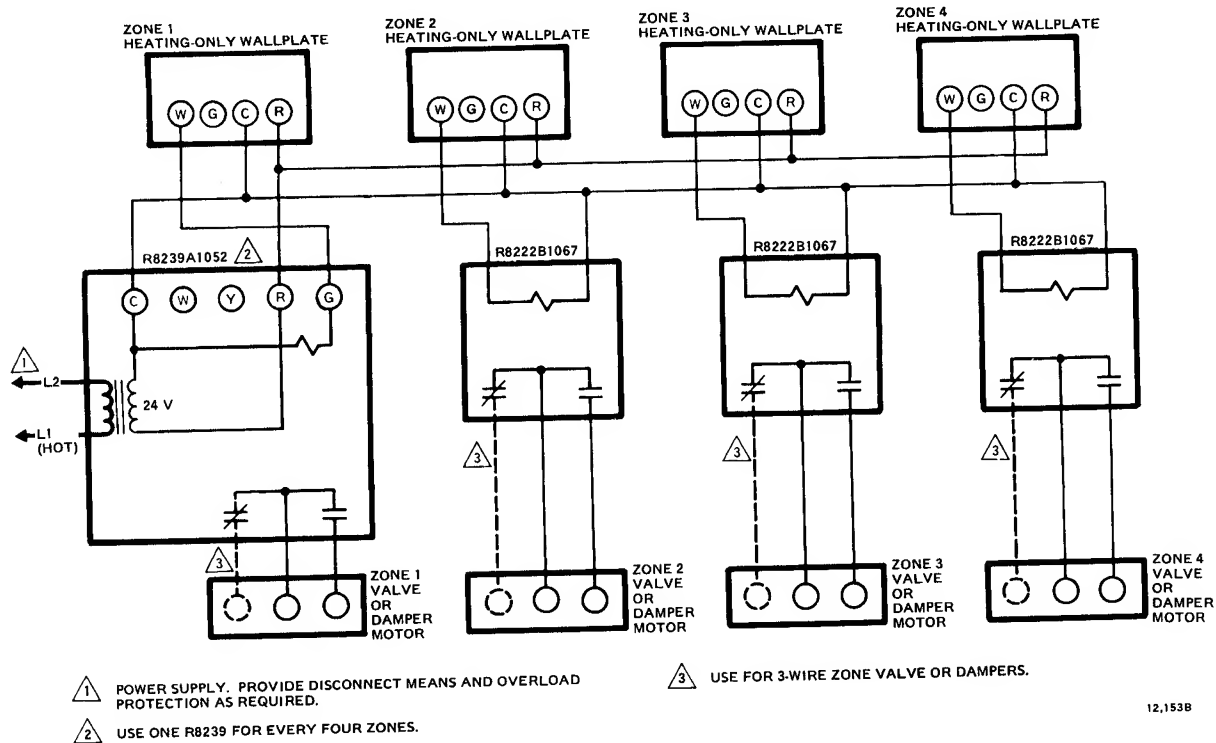 ZONE 1
HEATING-ONLY WALLPLATE
W G C R
ZONE 2
HEATING-ONLY WALLPLATE
W G C R
ZONE 3
HEATING-ONLY WALLPLATE
W G C R
ZONE 4
HEATING-ONLY WALLPLATE
W G C R
R8239A1052 2
C W Y R G
1
L2
24 V
L1
(HOT)
3
ZONE 1
VALVE
OR
DAMPER
MOTOR
R8222B1067
3
ZONE 2
VALVE
OR
DAMPER
MOTOR
R8222B1067
3
ZONE 3
VALVE
OR
DAMPER
MOTOR
R8222B1067
3
ZONE 4
VALVE
OR
DAMPER
MOTOR
1 POWER SUPPLY. PROVIDE DISCONNECT MEANS AND OVERLOAD
PROTECTION AS REQUIRED.
2 USE ONE R8239 FOR EVERY FOUR ZONES.
3 USE FOR 3-WIRE ZONE VALVE OR DAMPERS.
12,153B